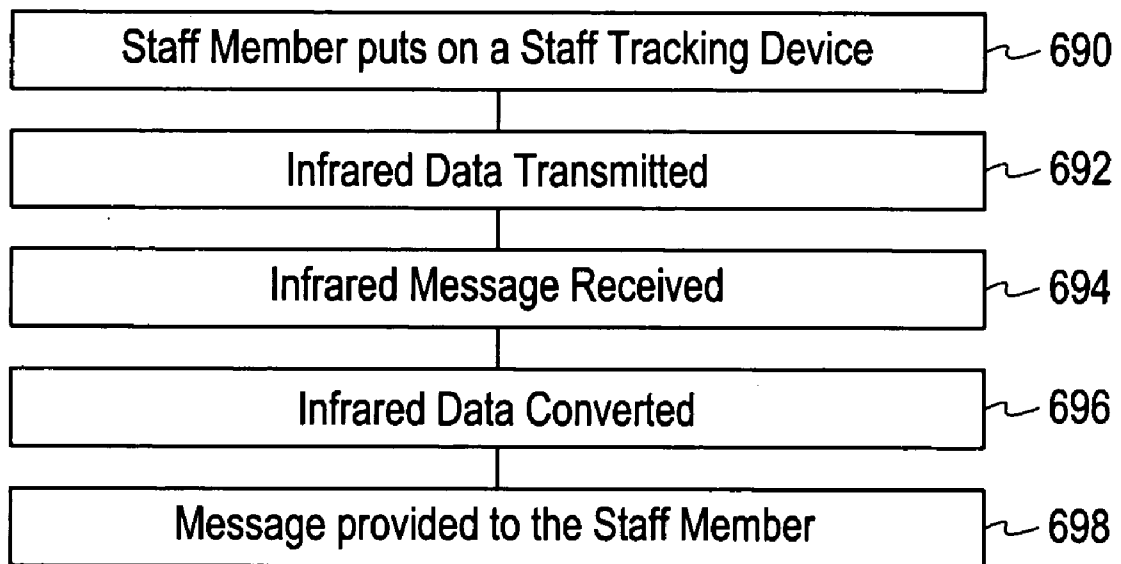 Staff Member puts on a Staff Tracking Device 690
Infrared Data Transmitted 692
Infrared Message Received 694
Infrared Data Converted 696
Message provided to the Staff Member 698